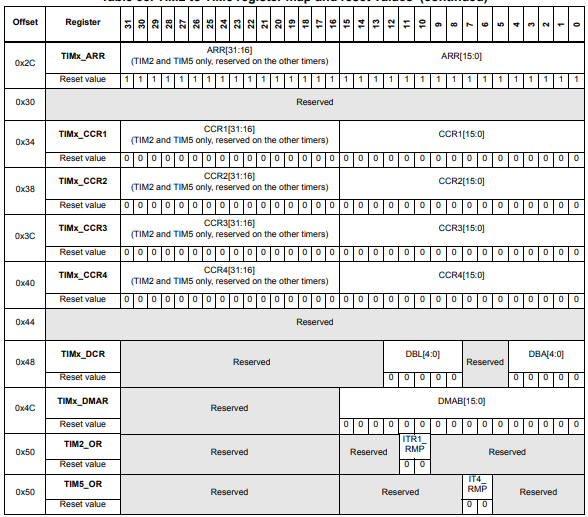 Table 63. TIM2 to TIM5 register map and reset values (continued)
Offset Register 31 30 29 28 27 26 25 24 23 22 21 20 19 18 17 16 15 14 13 12 11 10 9 8 7 6 5 4 3 2 1 0
0x2C TIMx_ARR ARR[31:16] ARR[15:0]
(TIM2 and TIM5 only, reserved on the other timers)
Reset value 1 1 1 1 1 1 1 1 1 1 1 1 1 1 1 1 1 1 1 1 1 1 1 1 1 1 1 1 1 1 1 1
0x30 Reserved
0x34 TIMx_CCR1 CCR1[31:16] CCR1[15:0]
(TIM2 and TIM5 only, reserved on the other timers)
Reset value 0 0 0 0 0 0 0 0 0 0 0 0 0 0 0 0 0 0 0 0 0 0 0 0 0 0 0 0 0 0 0 0
0x38 TIMx_CCR2 CCR2[31:16] CCR2[15:0]
(TIM2 and TIM5 only, reserved on the other timers)
Reset value 0 0 0 0 0 0 0 0 0 0 0 0 0 0 0 0 0 0 0 0 0 0 0 0 0 0 0 0 0 0 0 0
0x3C TIMx_CCR3 CCR3[31:16] CCR3[15:0]
(TIM2 and TIM5 only, reserved on the other timers)
Reset value 0 0 0 0 0 0 0 0 0 0 0 0 0 0 0 0 0 0 0 0 0 0 0 0 0 0 0 0 0 0 0 0
0x40 TIMx_CCR4 CCR4[31:16] CCR4[15:0]
(TIM2 and TIM5 only, reserved on the other timers)
Reset value 0 0 0 0 0 0 0 0 0 0 0 0 0 0 0 0 0 0 0 0 0 0 0 0 0 0 0 0 0 0 0 0
0x44 Reserved
0x48 TIMx_DCR Reserved DBL[4:0] Reserved DBA[4:0]
Reset value 0 0 0 0 0 0 0 0 0 0
0x4C TIMx_DMAR Reserved DMAB[15:0]
Reset value 0 0 0 0 0 0 0 0 0 0 0 0 0 0 0 0
0x50 TIM2_OR Reserved Reserved ITR1_ Reserved
RMP
Reset value 0 0
0x50 TIM5_OR Reserved Reserved IT4_ Reserved
RMP
Reset value 0 0